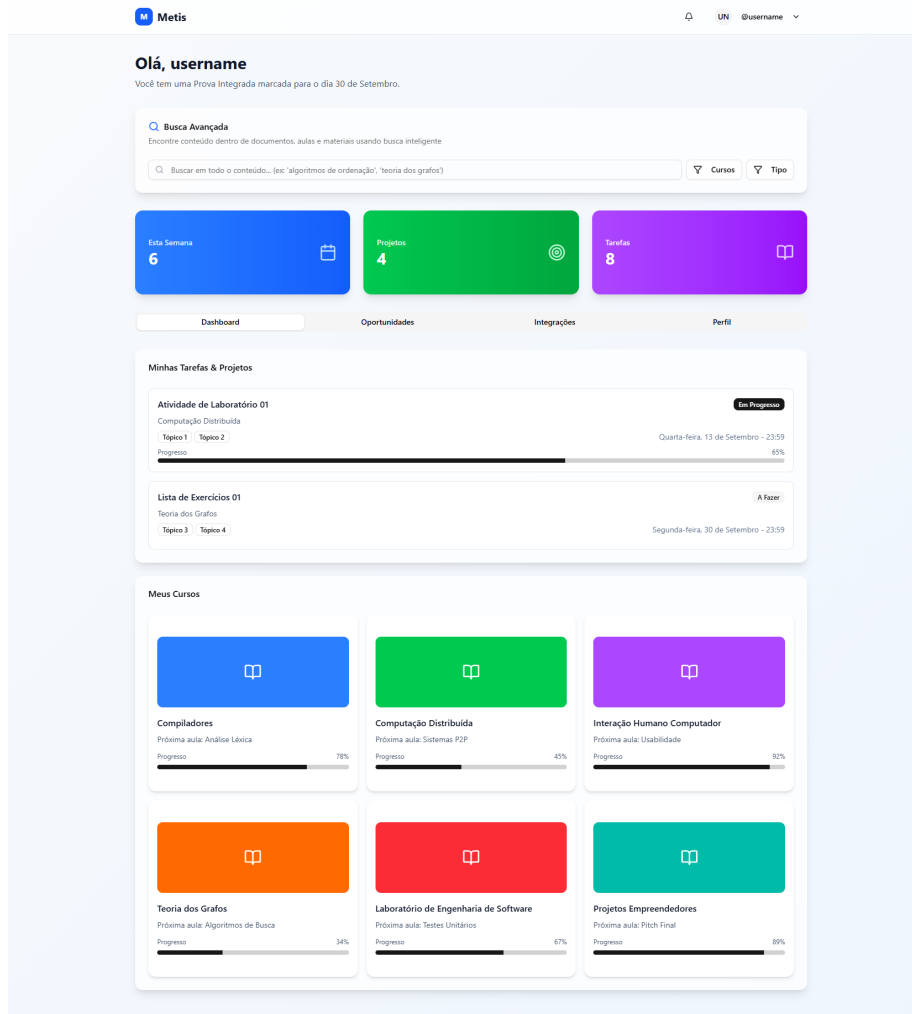 M Metis
UN @username
Olá, username
Você tem uma Prova Integrada marcada para o dia 30 de Setembro.
Busca Avançada
Encontre conteúdo dentro de documentos, aulas e materiais usando busca inteligente
Buscar em todo o conteúdo... (ex: 'algoritmos de ordenação', 'teoria dos grafos')
Cursos
Tipo
Esta Semana
6
Projetos
4
Tarefas
8
Dashboard
Oportunidades
Integrações
Perfil
Minhas Tarefas & Projetos
Atividade de Laboratório 01
Em Progresso
Computação Distribuída
Tópico 1 Tópico 2
Quarta-feira, 13 de Setembro - 23:59
Progresso 65%
Lista de Exercícios 01
A Fazer
Teoria dos Grafos
Tópico 3 Tópico 4
Segunda-feira, 30 de Setembro - 23:59
Meus Cursos
Compiladores
Próxima aula: Análise Léxica
Progresso 78%
Computação Distribuída
Próxima aula: Sistemas P2P
Progresso 45%
Interação Humano Computador
Próxima aula: Usabilidade
Progresso 92%
Teoria dos Grafos
Próxima aula: Algoritmos de Busca
Progresso 34%
Laboratório de Engenharia de Software
Próxima aula: Testes Unitários
Progresso 67%
Projetos Empreendedores
Próxima aula: Pitch Final
Progresso 89%